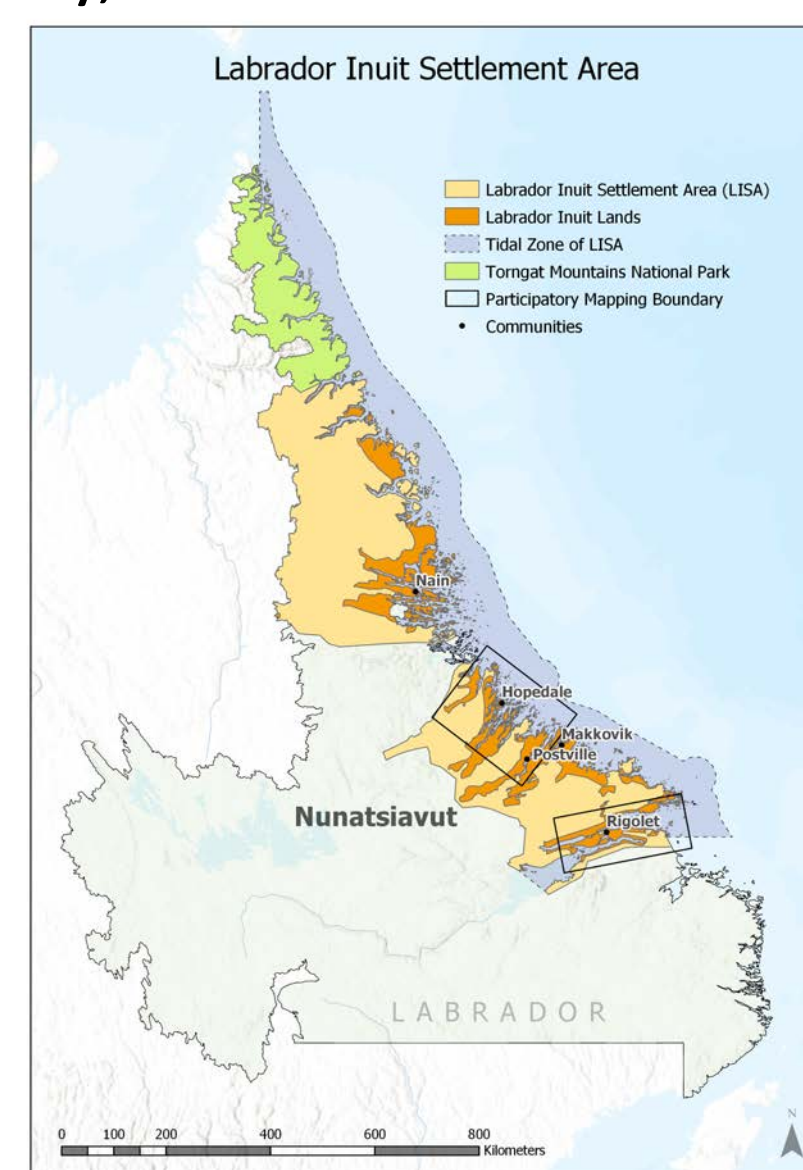 Labrador Inuit Settlement Area
Labrador Inuit Settlement Area (LISA)
Labrador Inuit Lands
Tidal Zone of LISA
Torngat Mountains National Park
Participatory Mapping Boundary
Communities
Nain
Hopedale
Makkovik
Postville
Nunatsiavut
Rigolet
LABRADOR
N
0 100 200 400 600 800
Kilometers